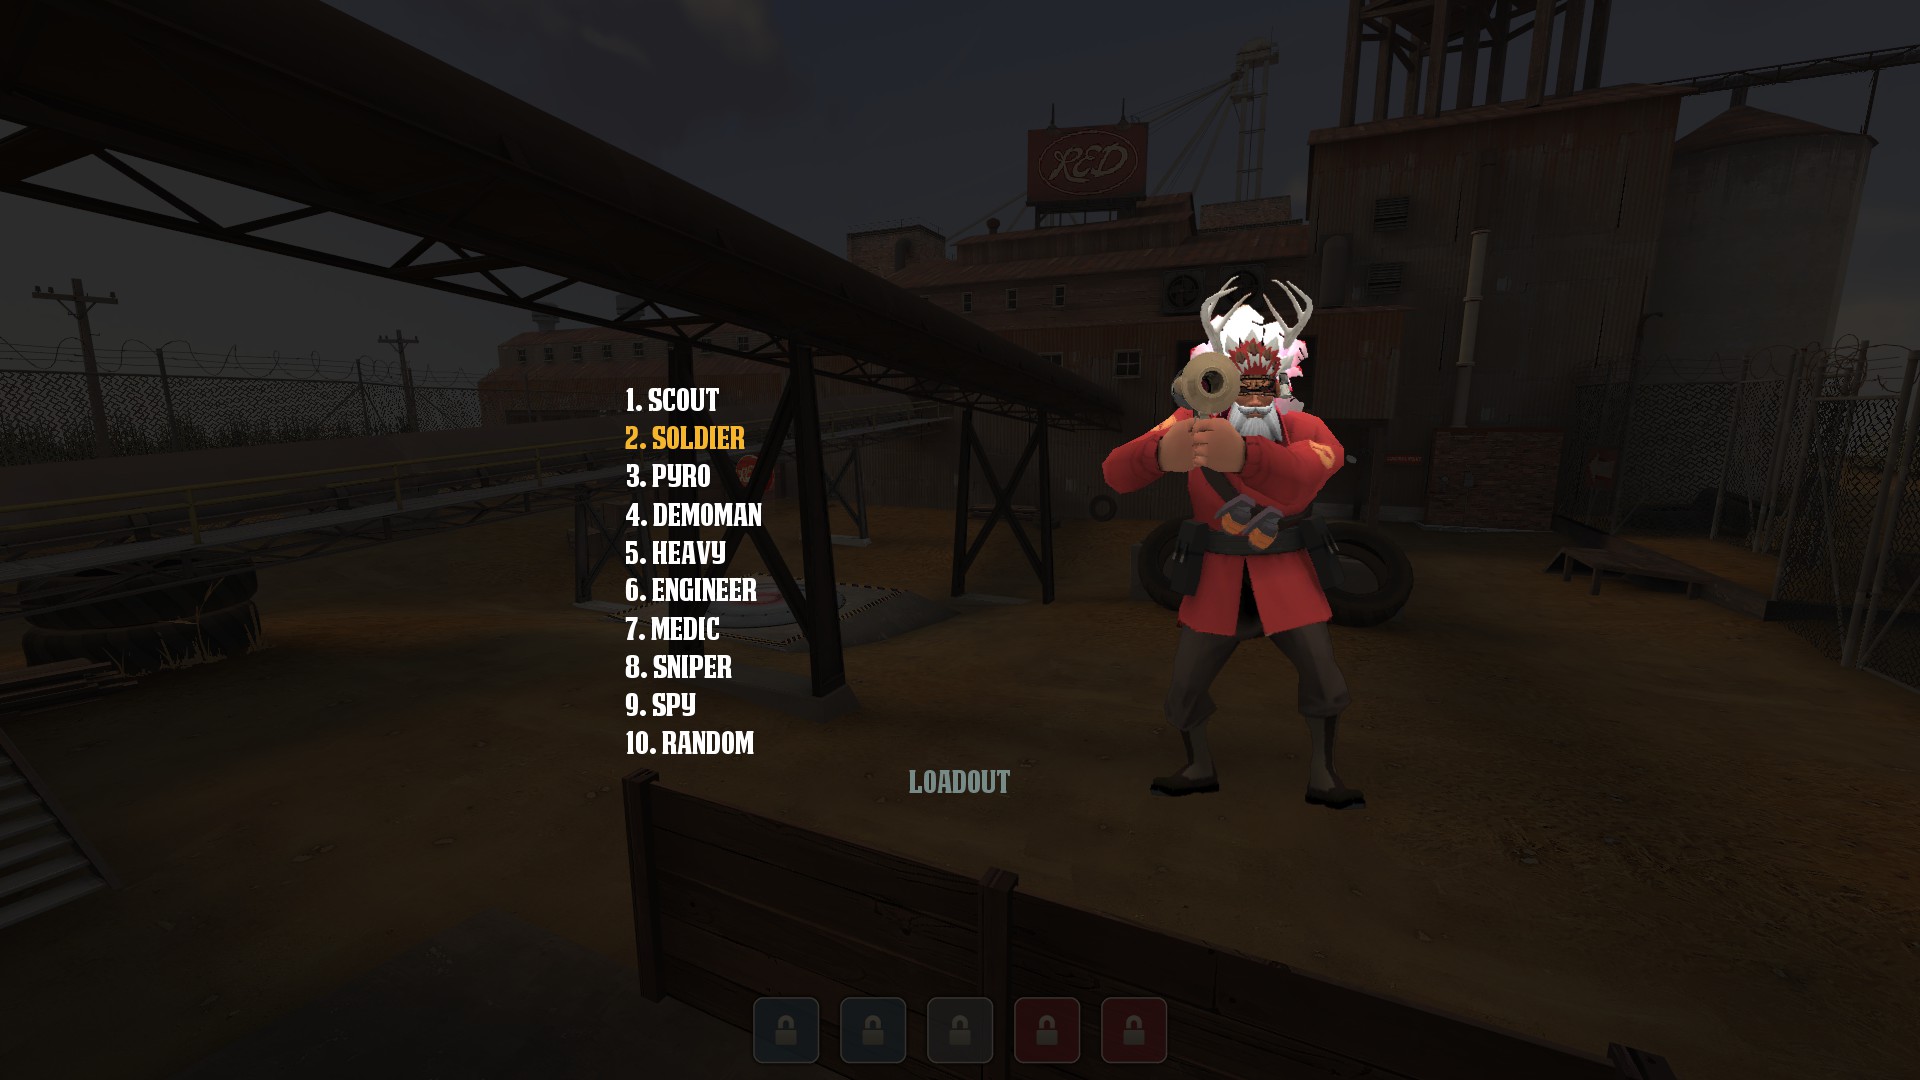 RED
1. SCOUT
2. SOLDIER
3. PYRO
4. DEMOMAN
5. HEAVY
6. ENGINEER
7. MEDIC
8. SNIPER
9. SPY
10. RANDOM
LOADOUT